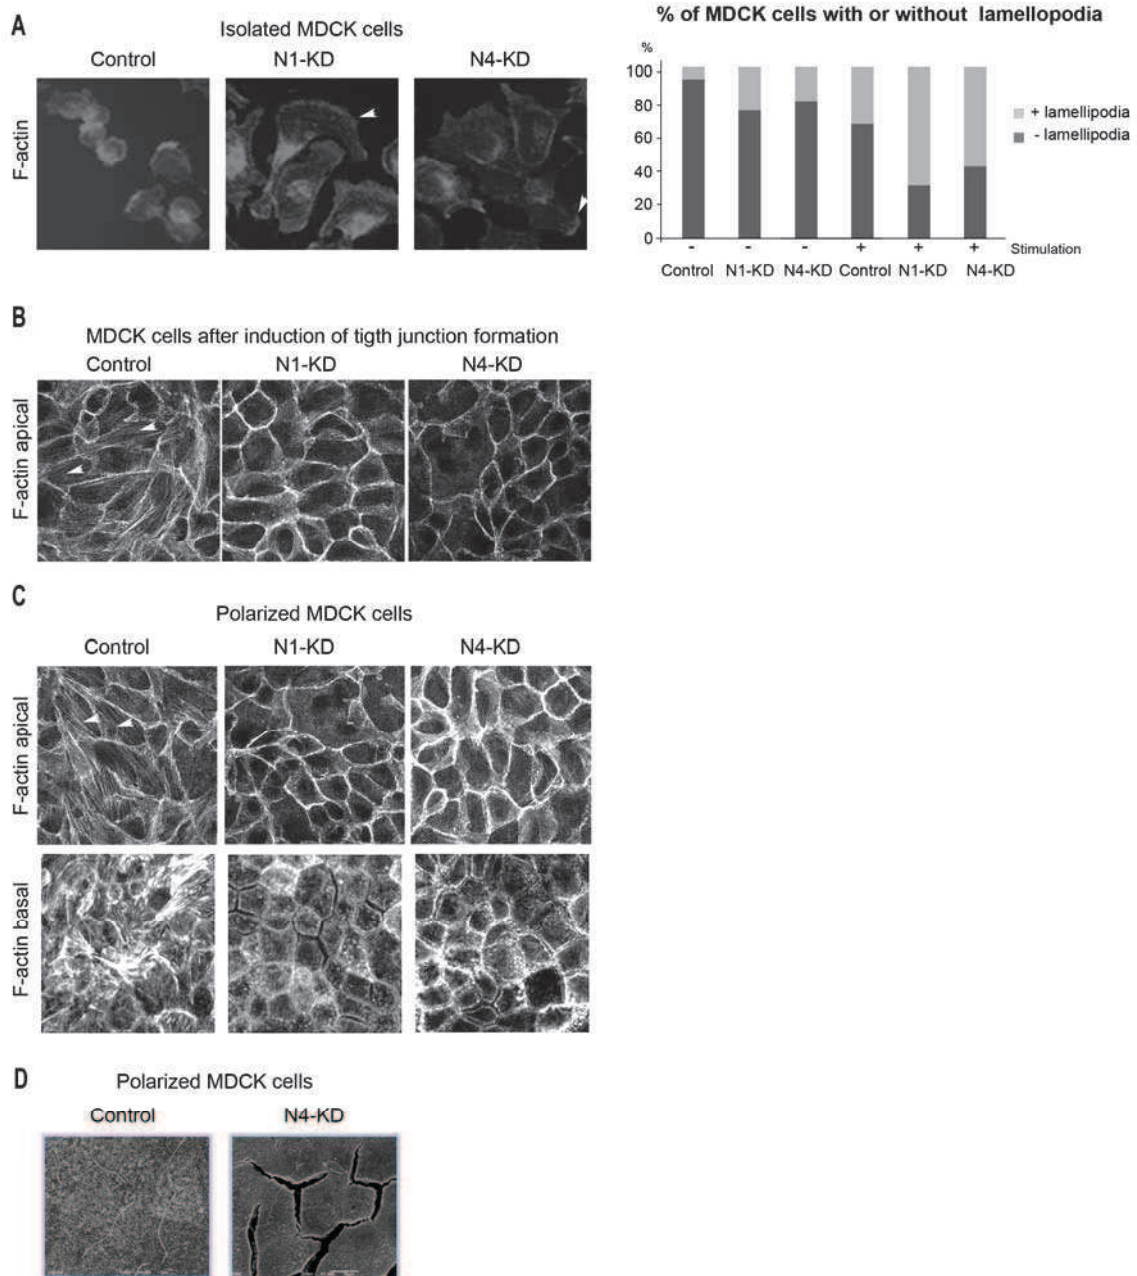 A
Isolated MDCK cells
Control N1-KD N4-KD
F-actin
% of MDCK cells with or without lamellopodia
%
100
80
60
40
20
0
+ lamellipodia
- lamellipodia
- - - + + + Stimulation
Control N1-KD N4-KD Control N1-KD N4-KD
B
MDCK cells after induction of tigth junction formation
Control N1-KD N4-KD
F-actin apical
C
Polarized MDCK cells
Control N1-KD N4-KD
F-actin apical
F-actin basal
D
Polarized MDCK cells
Control N4-KD